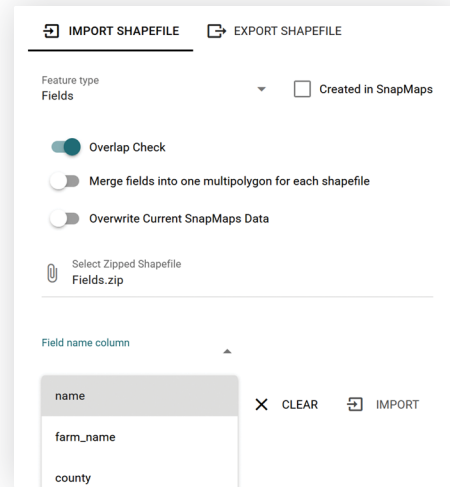 IMPORT SHAPEFILE EXPORT SHAPEFILE
Feature type
Fields
Created in SnapMaps
Overlap Check
Merge fields into one multipolygon for each shapefile
Overwrite Current SnapMaps Data
Select Zipped Shapefile
Fields.zip
Field name column
name
CLEAR IMPORT
farm_name
county